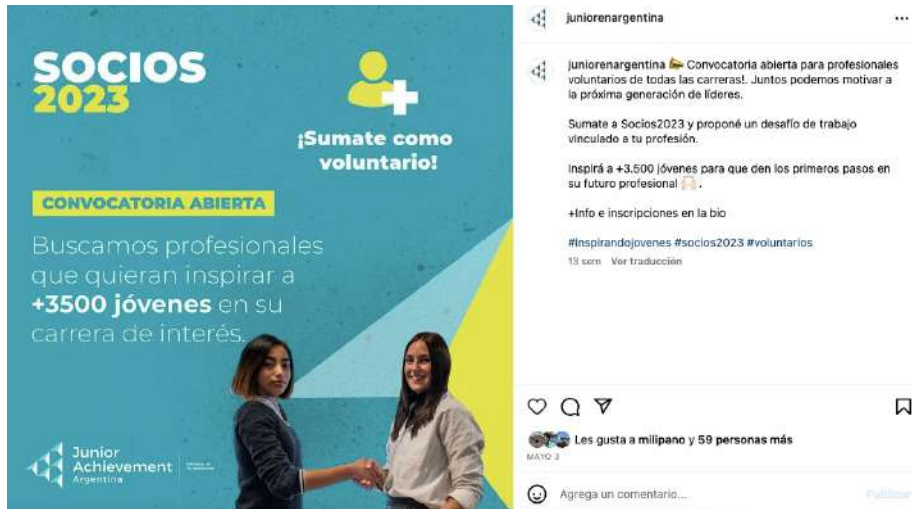 SOCIOS
2023
¡Sumate como
voluntario!
CONVOCATORIA ABIERTA
Buscamos profesionales
que quieran inspirar a
+3500 jóvenes en su
carrera de interés.
Junior
Achievement
Argentina
juniorenargentina
juniorenargentina Convocatoria abierta para profesionales
voluntarios de todas las carreras!. Juntos podemos motivar a
la próxima generación de líderes.
Sumate a Socios2023 y proponé un desafío de trabajo
vinculado a tu profesión.
Inspirá a +3.500 jóvenes para que den los primeros pasos en
su futuro profesional .
+Info e inscripciones en la bio
#Inspirandojovenes #socios2023 #voluntarios
13 sem Ver traducción
Les gusta a milipano y 59 personas más
MAYO 3
Agrega un comentario...
Publicar